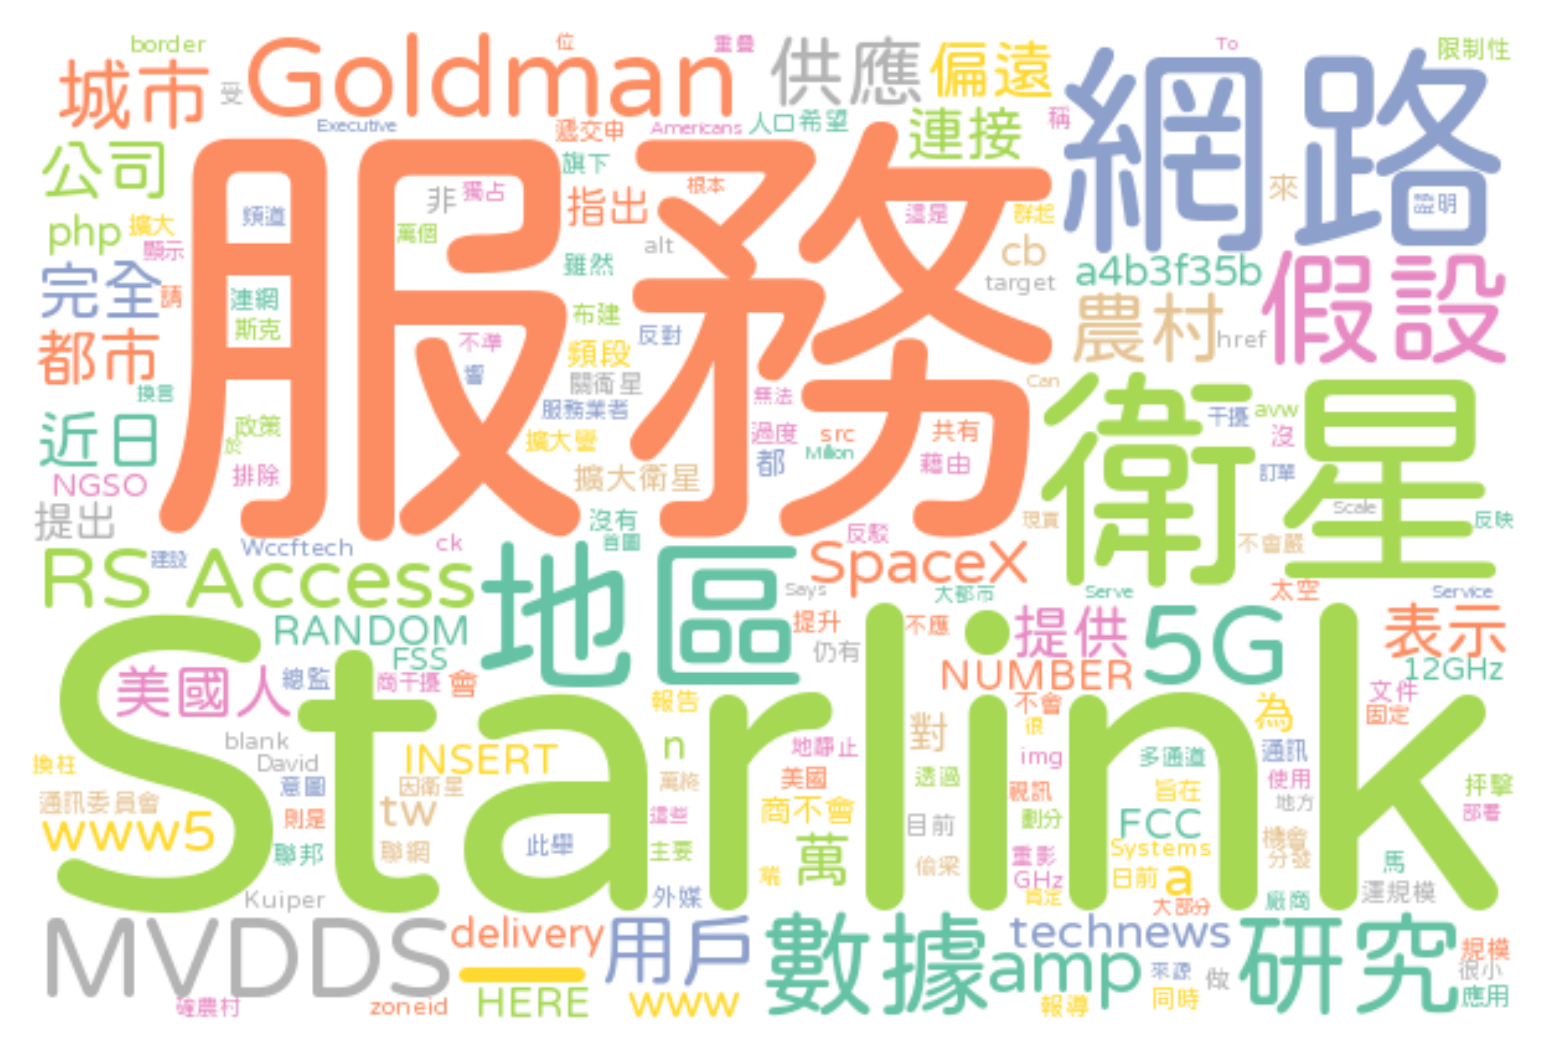 border
位
重疊
To
限制性
城市
受
Goldman
供應
偏遠
網路
Executive
遞交申
Americans
人口希望
連接
稱
公司
服務
旗下
非
獨占
指出
根本
這是
群起
來
證明
php
擴大
頻道
萬個
顯示
alt
雖然
cb
target
a4b3f35b
假設
完全
請
連網
斯克
布建
反對
農村
href
都市
不準
頻段
響
關衛星
換言
服務業者
無法
Can
衛星
干擾
avw
沒
近日
於
政策
擴大營
過度
src
Million
共有
排除
都
藉由
訂單
NGSO
擴大衛星
提出
沒有
首圖
現實
Scale
反映
Wccftech
ck
反駁
不會嚴
RS Access
建設
地區
SpaceX
Says
大都市
Serve
太空
Service
RANDOM
FSS
提升
仍有
不應
提供
5G
表示
美國人
總監
商干擾
會
NUMBER
12GHz
Starlink
報告
不會
很
為
文件
固定
blank
David
INSERT
n
地靜止
對
img
多通道
通訊
換柱
意圖
因衛星
萬終
美國
透過
視訊
旨在
使用
抨擊
通訊委員會
則是
tw
這些
商不會
目前
劃分
FCC
地方
部署
www5
聯邦
聯網
此舉
主要
萬
偷梁
重影
Systems
機會
分發
馬
Kuiper
外媒
端
GHz
肯定
日前
a
大部分
廠商
運規模
MVDDS
delivery
一
用戶
數據
technews
研究
規模
很小
確農村
zoneid
HERE
www
amp
來源
報導
同時
做
應用